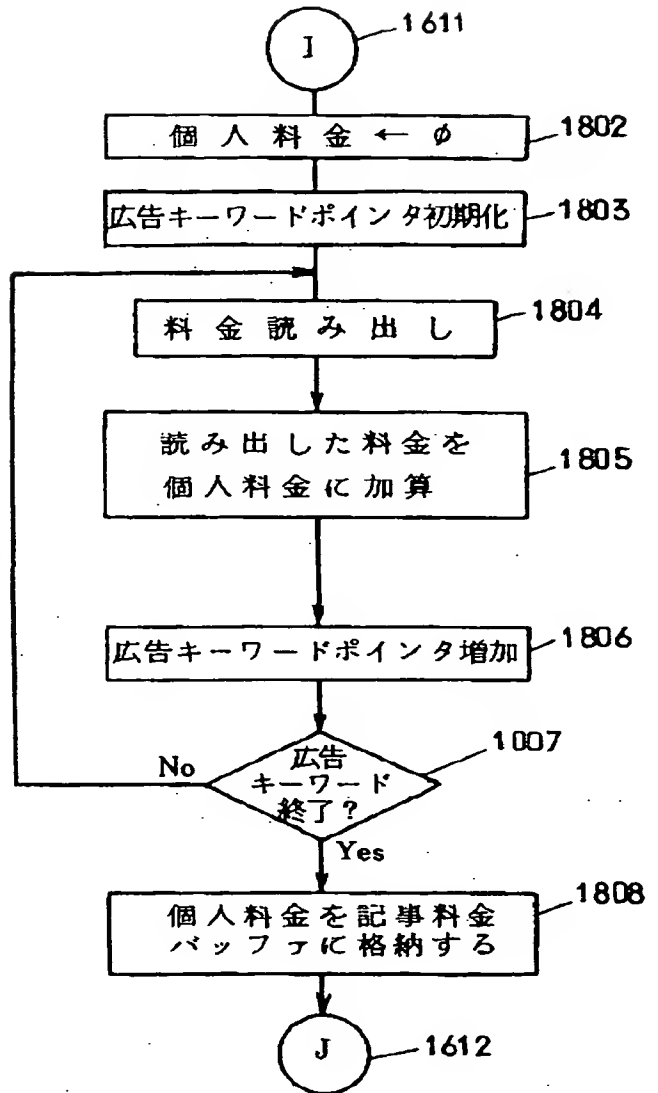 I
1611
個人料金 ← φ
1802
広告キーワードポインタ初期化
1803
料金読み出し
1804
読み出した料金を
個人料金に加算
1805
広告キーワードポインタ増加
1806
広告
キーワード
終了?
1007
No
Yes
個人料金を記事料金
バッファに格納する
1808
J
1612